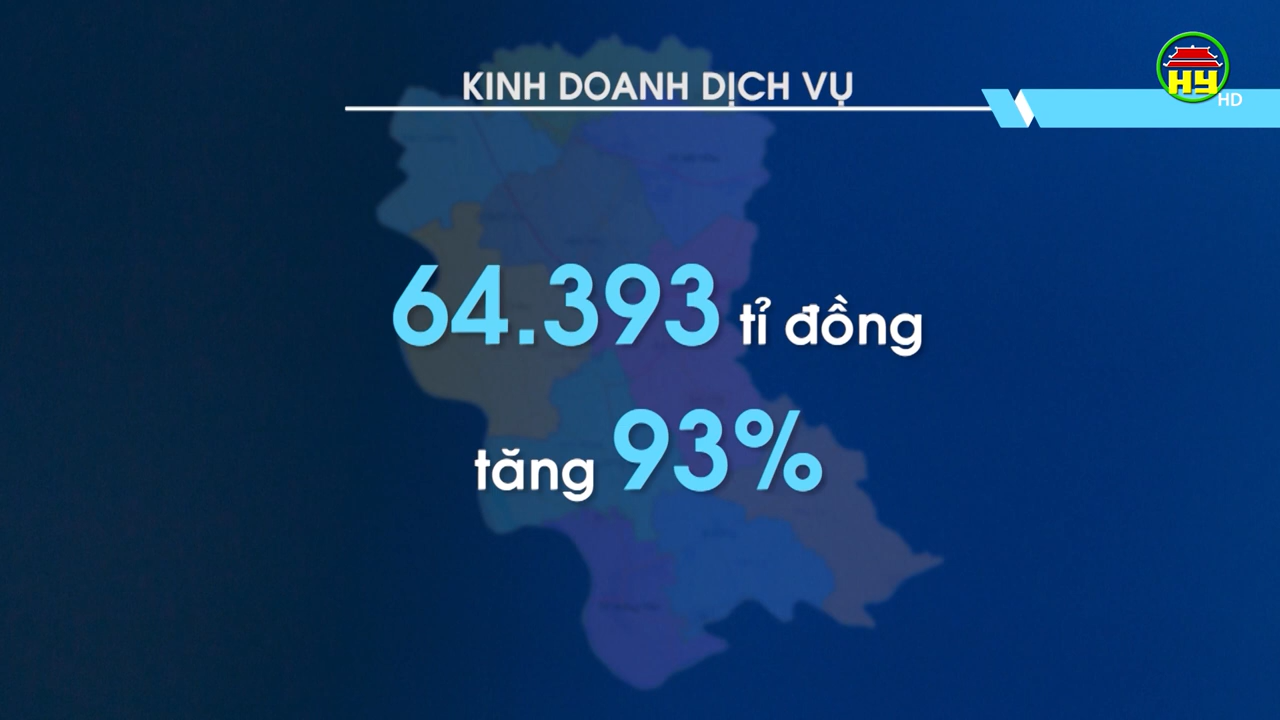 KINH DOANH DỊCH VỤ
HY
HD
64.393 tỉ đồng
tăng 93%